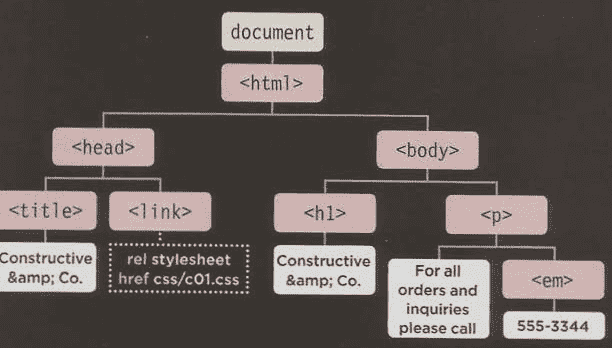 document
<html>
<head>
<body>
<title>
<link>
<h1>
<p>
Constructive
&amp; Co.
rel stylesheet
href css/c01.css
Constructive
&amp; Co.
For all
orders and
inquiries
please call
<em>
555-3344